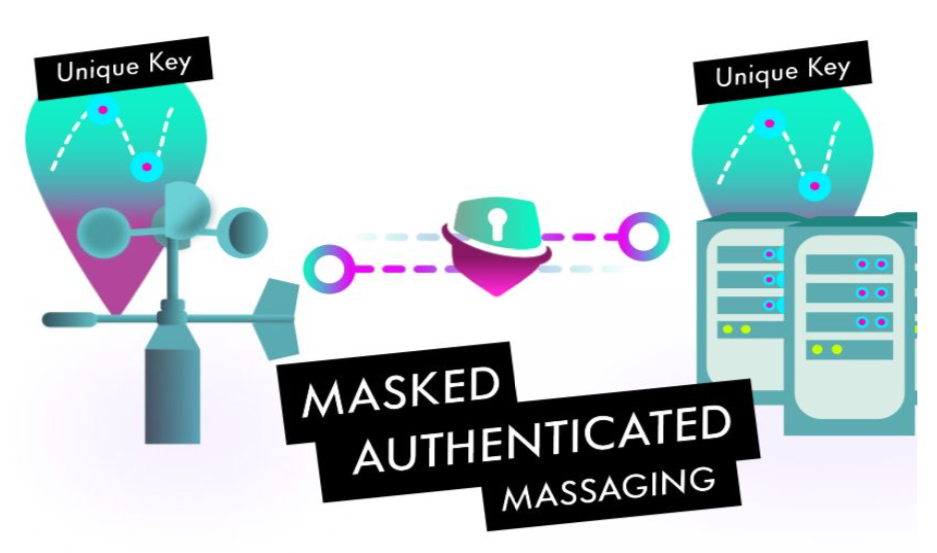 Unique Key
Unique Key
MASKED
AUTHENTICATED
MASSAGING